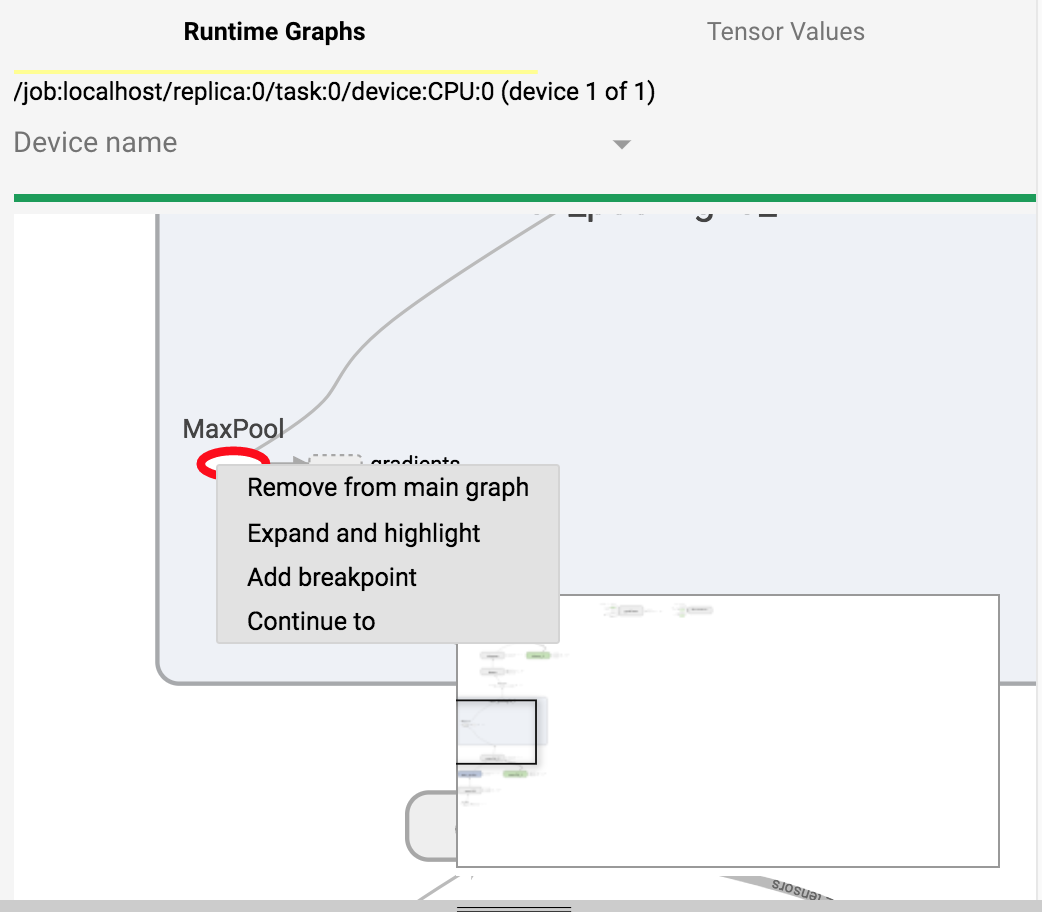 Runtime Graphs
Tensor Values
/job:localhost/replica:0/task:0/device:CPU:0 (device 1 of 1)
Device name
MaxPool
gradients
Remove from main graph
Expand and highlight
Add breakpoint
Continue to
tensors